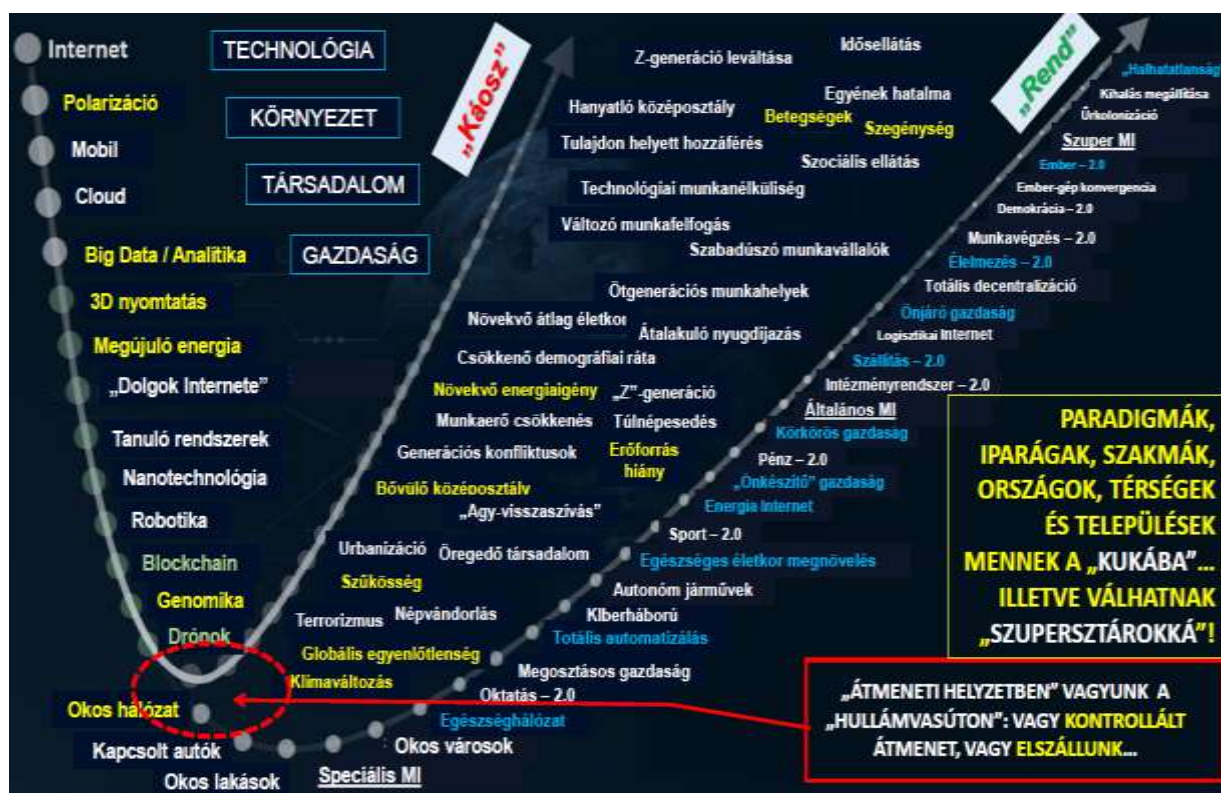 Internet
TECHNOLÓGIA
KÖRNYEZET
TÁRSADALOM
GAZDASÁG
Polarizáció
Mobil
Cloud
Big Data / Analitika
3D nyomtatás
Megújuló energia
„Dolgok Internete”
Tanuló rendszerek
Nanotechnológia
Robotika
Blockchain
Genomika
Drónok
Okos hálózat
Kapcsolt autók
Okos lakások
Speciális MI
Okos városok
Egészséghálózat
Oktatás – 2.0
Megosztásos gazdaság
Totális automatizálás
KIberháború
Autonóm járművek
Egészséges életkor megnövelés
Sport – 2.0
Energia Internet
„Önkészítő” gazdaság
Pénz – 2.0
Körkörös gazdaság
Általános MI
Intézményrendszer – 2.0
Szállítás – 2.0
Logisztikai Internet
Önjáró gazdaság
Totális decentralizáció
Élelmezés – 2.0
Munkavégzés – 2.0
Demokrácia – 2.0
Ember-gép konvergencia
Ember – 2.0
Szuper MI
Űrkolonizáció
Kihalás megállítása
„Halhatatlanság”
„Rend”
„Káosz”
Idősellátás
Z-generáció leváltása
Egyének hatalma
Hanyatló középosztály
Betegségek
Szegénység
Tulajdon helyett hozzáférés
Szociális ellátás
Technológiai munkanélküliség
Változó munkafelfogás
Szabadúszó munkavállalók
Ötgenerációs munkahelyek
Növekvő átlag életkor
Átalakuló nyugdíjazás
Csökkenő demográfiai ráta
Növekvő energiaigény
„Z”-generáció
Munkaerő csökkenés
Túlnépesedés
Generációs konfliktusok
Erőforrás
hiány
Bővülő középosztály
„Agy-visszaszívás”
Urbanizáció
Öregedő társadalom
Szűkösség
Terrorizmus
Népvándorlás
Globális egyenlőtlenség
Klímaváltozás
PARADIGMÁK,
IPARÁGAK, SZAKMÁK,
ORSZÁGOK, TÉRSÉGEK
ÉS TELEPÜLÉSEK
MENNEK A „KUKÁBA”...
ILLETVE VÁLHATNAK
„SZUPERSZTÁROKKÁ”!
„ÁTMENETI HELYZETBEN” VAGYUNK A
„HULLÁMVASÚTON”: VAGY KONTROLLÁLT
ÁTMENET, VAGY ELSZÁLLUNK...